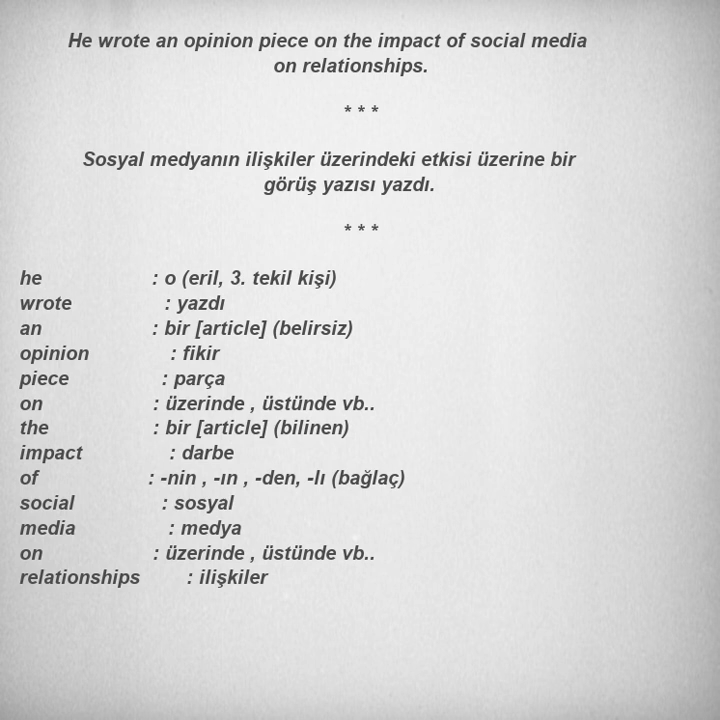 He wrote an opinion piece on the impact of social media
on relationships.
* * *
Sosyal medyanın ilişkiler üzerindeki etkisi üzerine bir
görüş yazısı yazdı.
* * *
he : o (eril, 3. tekil kişi)
wrote : yazdı
an : bir [article] (belirsiz)
opinion : fikir
piece : parça
on : üzerinde , üstünde vb..
the : bir [article] (bilinen)
impact : darbe
of : -nin , -ın , -den, -lı (bağlaç)
social : sosyal
media : medya
on : üzerinde , üstünde vb..
relationships : ilişkiler